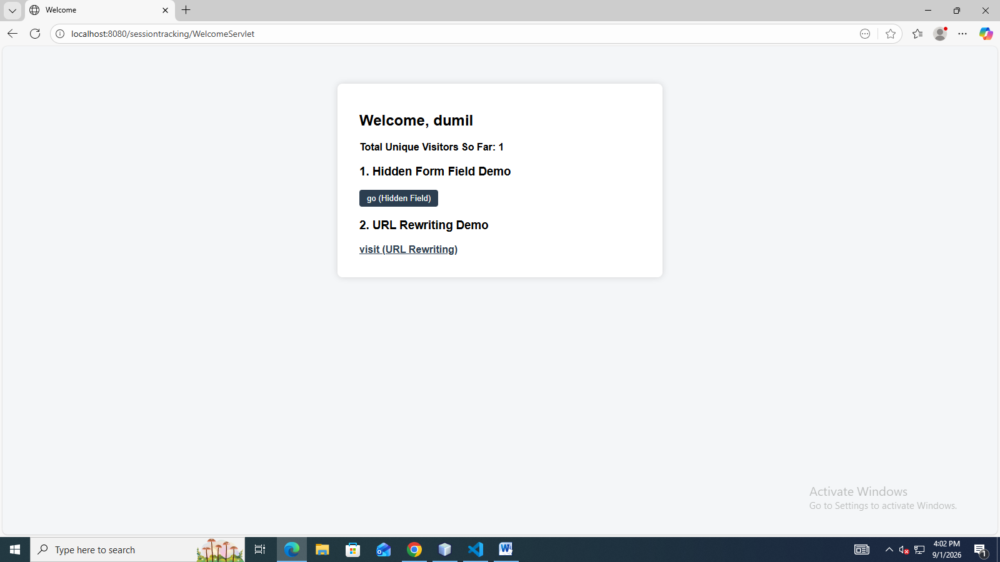 Welcome
localhost:8080/sessiontracking/WelcomeServlet
Welcome, dumil
Total Unique Visitors So Far: 1
1. Hidden Form Field Demo
go (Hidden Field)
2. URL Rewriting Demo
visit (URL Rewriting)
Activate Windows
Go to Settings to activate Windows.
Type here to search
4:02 PM
9/1/2026
1